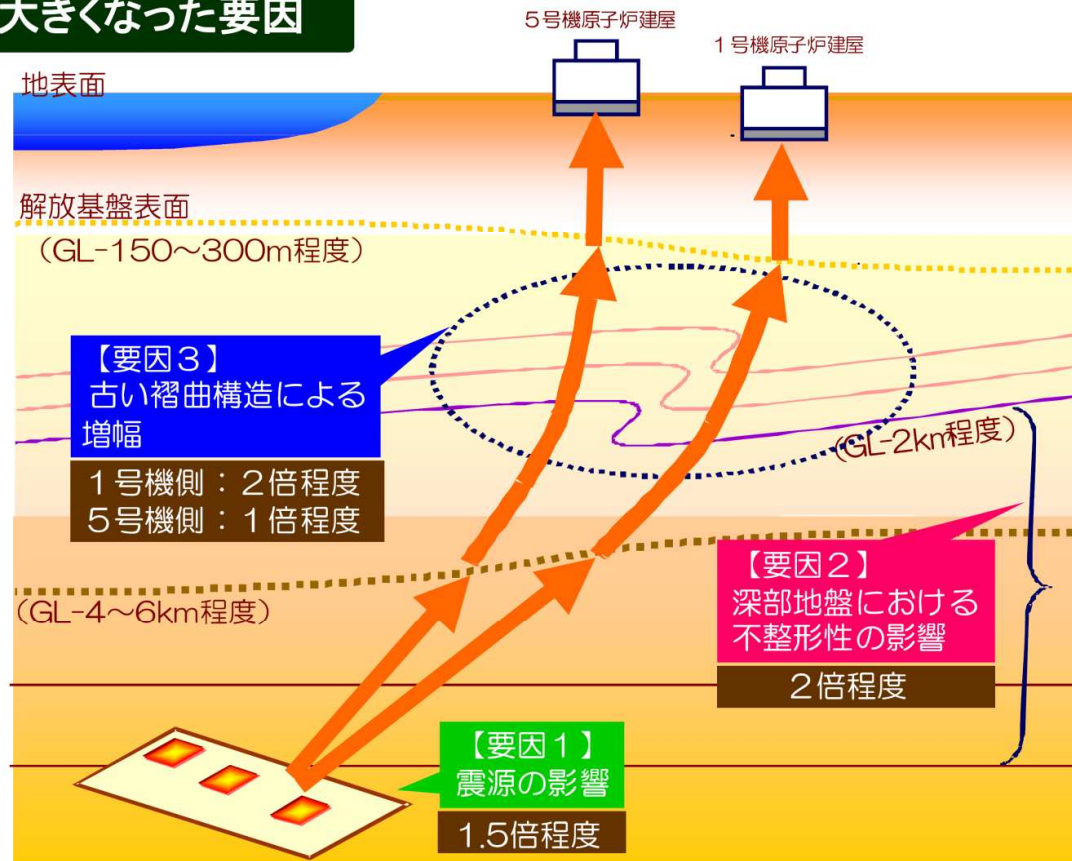 大きくなった要因
5号機原子炉建屋
1号機原子炉建屋
地表面
解放基盤表面
(GL-150～300m程度)
【要因3】
古い褶曲構造による
増幅
1号機側：2倍程度
5号機側：1倍程度
(GL-2kn程度)
【要因2】
深部地盤における
不整形性の影響
2倍程度
(GL-4～6km程度)
【要因1】
震源の影響
1.5倍程度